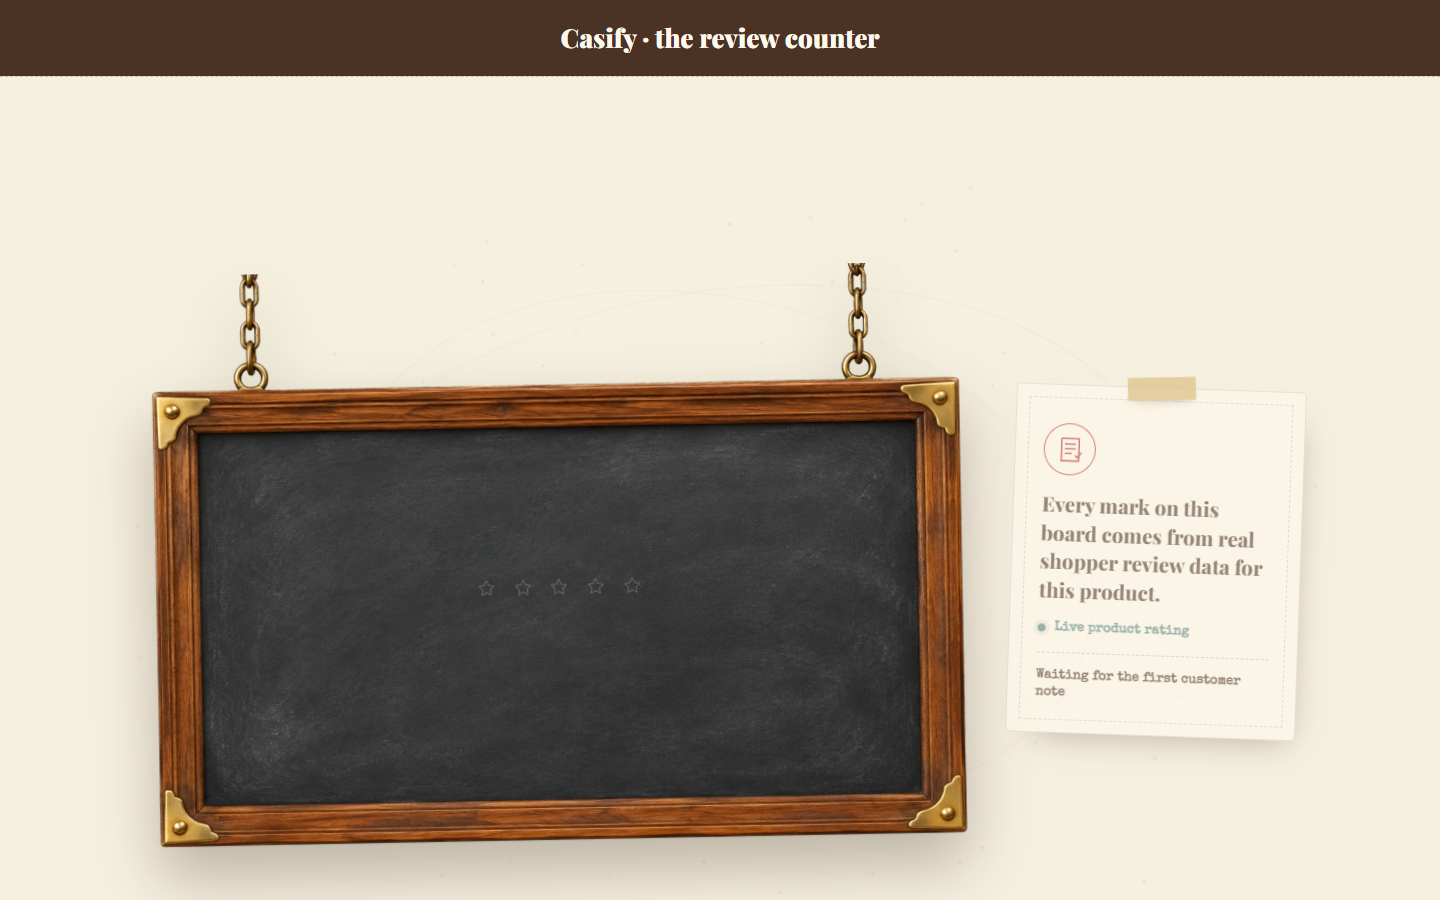 Casify · the review counter
Every mark on this
board comes from real
shopper review data for
this product.
Live product rating
Waiting for the first customer
note